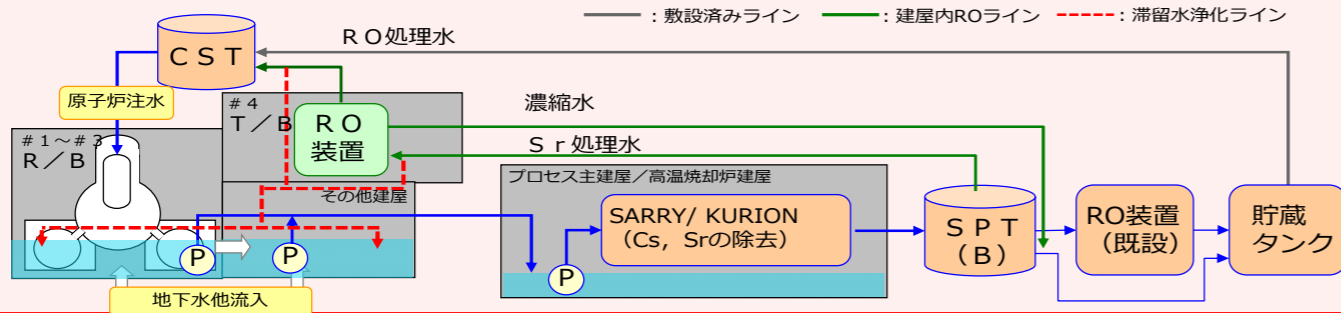 ：敷設済みライン
：建屋内ROライン
：滞留水浄化ライン
ＲＯ処理水
ＣＳＴ
原子炉注水
＃４
Ｔ／Ｂ
ＲＯ
装置
濃縮水
Ｓｒ処理水
＃１～＃３
Ｒ／Ｂ
その他建屋
プロセス主建屋／高温焼却炉建屋
SARRY/ KURION
（Cs，Srの除去）
ＳＰＴ
（Ｂ）
RO装置
（既設）
貯蔵
タンク
P
P
P
地下水他流入